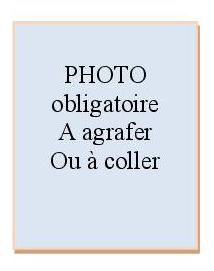 PHOTO
obligatoire
A agrafer
Ou à coller